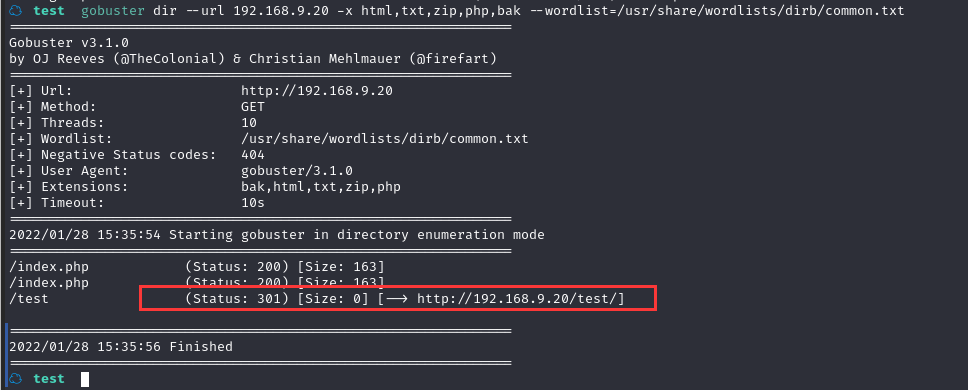 test gobuster dir --url 192.168.9.20 -x html,txt,zip,php,bak --wordlist=/usr/share/wordlists/dirb/common.txt
===============================================================
Gobuster v3.1.0
by OJ Reeves (@TheColonial) & Christian Mehlmauer (@firefart)
===============================================================
[+] Url: http://192.168.9.20
[+] Method: GET
[+] Threads: 10
[+] Wordlist: /usr/share/wordlists/dirb/common.txt
[+] Negative Status codes: 404
[+] User Agent: gobuster/3.1.0
[+] Extensions: bak,html,txt,zip,php
[+] Timeout: 10s
===============================================================
2022/01/28 15:35:54 Starting gobuster in directory enumeration mode
===============================================================
/index.php (Status: 200) [Size: 163]
/index.php (Status: 200) [Size: 163]
/test (Status: 301) [Size: 0] [--> http://192.168.9.20/test/]
===============================================================
2022/01/28 15:35:56 Finished
===============================================================
test